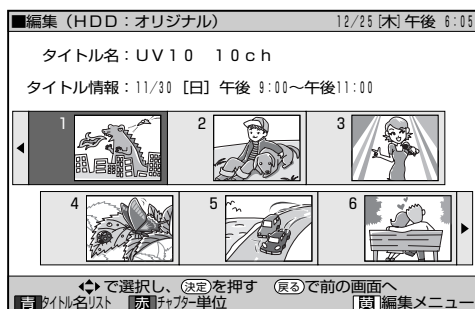 ■編集（HDD：オリジナル） 12/25［木］午後 6:05
タイトル名：UV10 10ch
タイトル情報：11/30 ［日］ 午後 9:00～午後11:00
1 2 3
4 5 6
で選択し、決定を押す 戻るで前の画面へ
青 タイトル名リスト 赤 チャプター単位 黄 編集メニュー